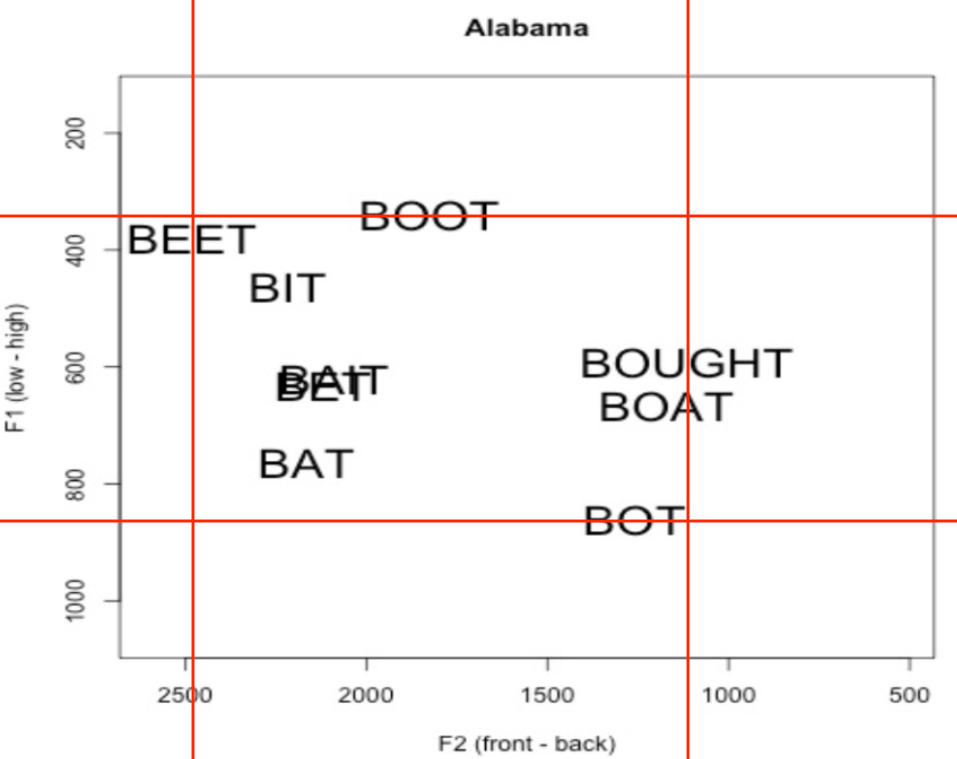 Alabama
200
BOOT
BEET
400
BIT
F1 (low - high)
600
BOUGHT
BAIT
BET
BOAT
BAT
800
BOT
1000
2500 2000 1500 1000 500
F2 (front - back)